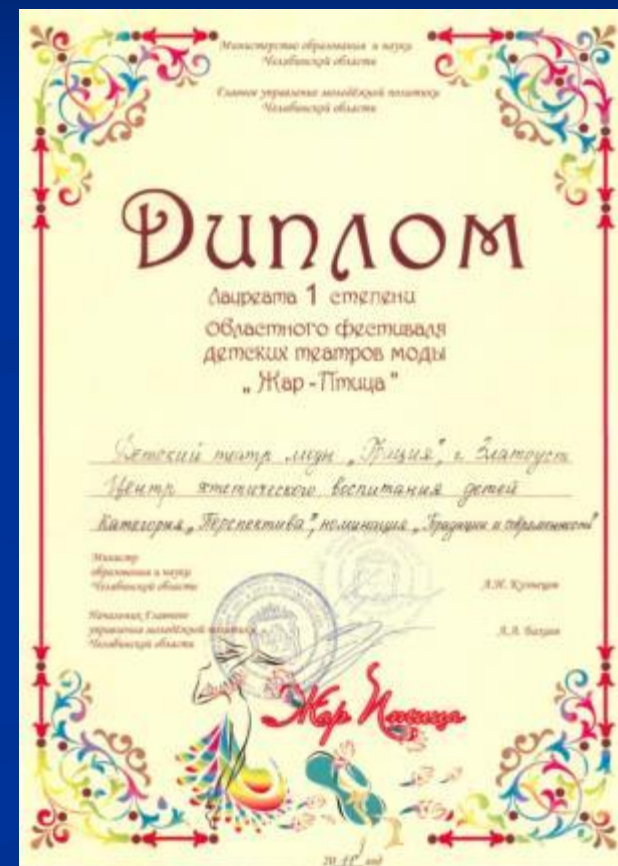 Министерство образования и науки
Челябинской области
Главное управление молодёжной политики
Челябинской области
Диплом
Лауреата 1 степени
областного фестиваля
детских театров моды
„Жар-Птица"
Детский театр моды г. Златоуст
Центр эстетического воспитания детей
Категория „Перспектива", номинация „Традиции и современность"
Министр
образования и науки
Челябинской области
А.И. Кузнецов
Начальник Главного
управления молодёжной политики
Челябинской области
А.А.
Жар Птица
20 год